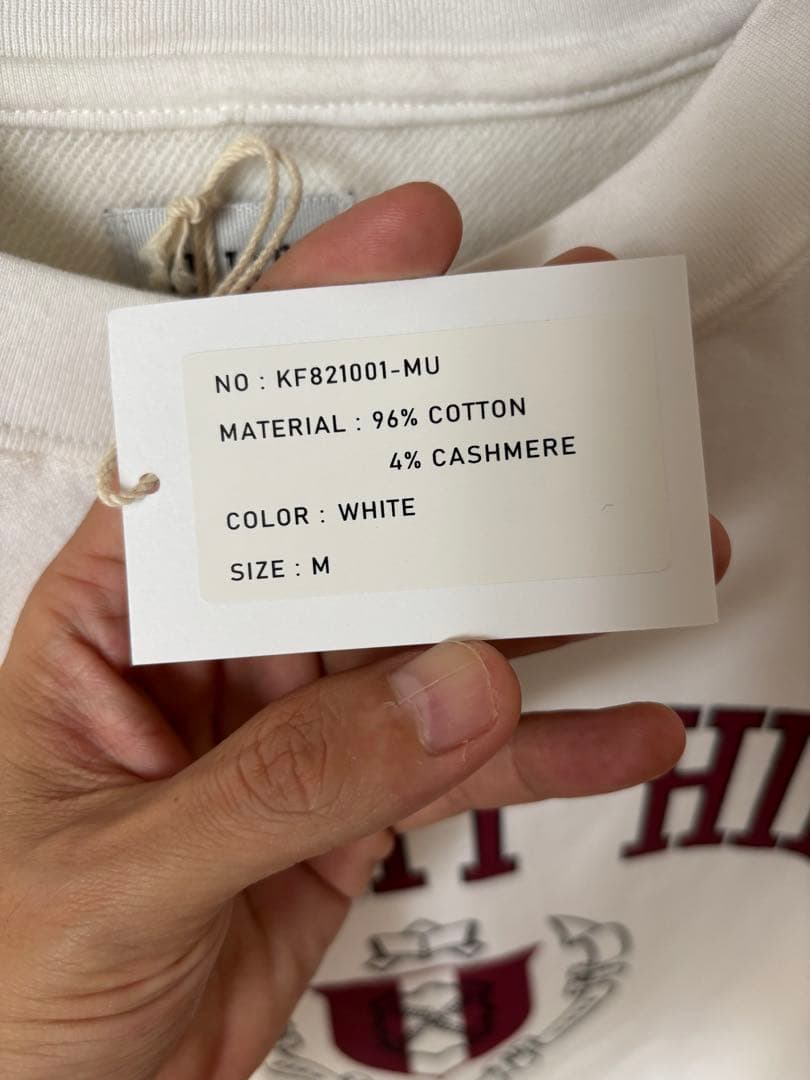 NO : KF821001-MU
MATERIAL : 96% COTTON
4% CASHMERE
COLOR : WHITE
SIZE : M